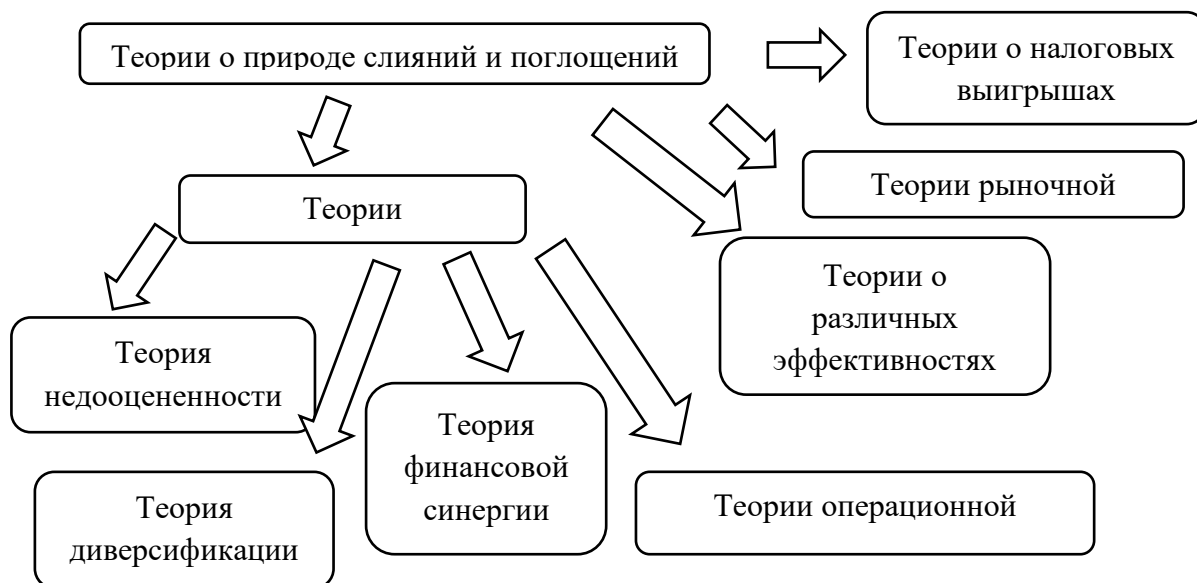 Теории о природе слияний и поглощений
Теории о налоговых
выигрышах
Теории рыночной
Теории
Теории о
различных
эффективностях
Теория
недооцененности
Теория
финансовой
синергии
Теории операционной
Теория
диверсификации